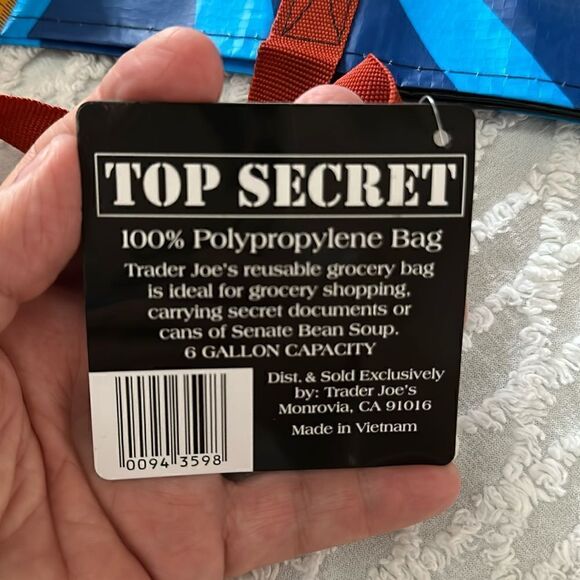 TOP SECRET
100% Polypropylene Bag
Trader Joe's reusable grocery bag
is ideal for grocery shopping,
carrying secret documents or
cans of Senate Bean Soup.
6 GALLON CAPACITY
Dist. & Sold Exclusively
by: Trader Joe's
Monrovia, CA 91016
Made in Vietnam
0094 3598